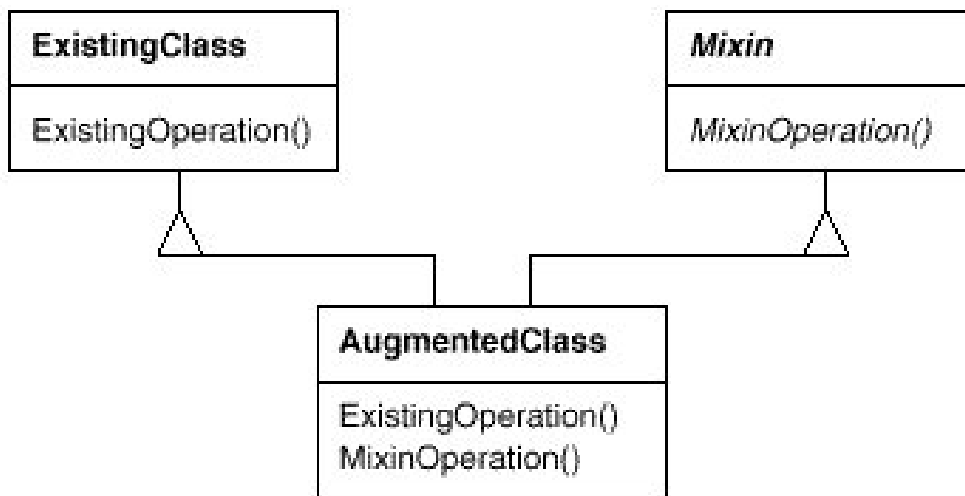 ExistingClass
ExistingOperation()
Mixin
MixinOperation()
AugmentedClass
ExistingOperation()
MixinOperation()